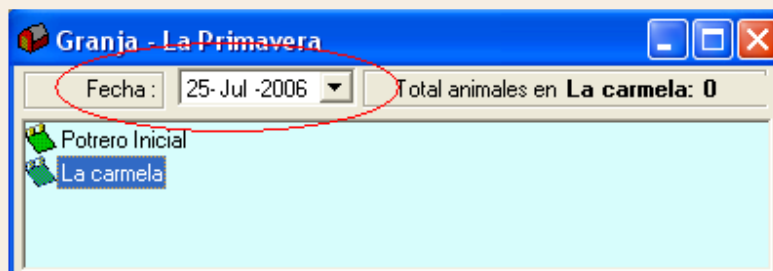 Granja - La Primavera
Fecha : 25- Jul -2006 Total animales en La carmela: 0
Potrero Inicial
La carmela